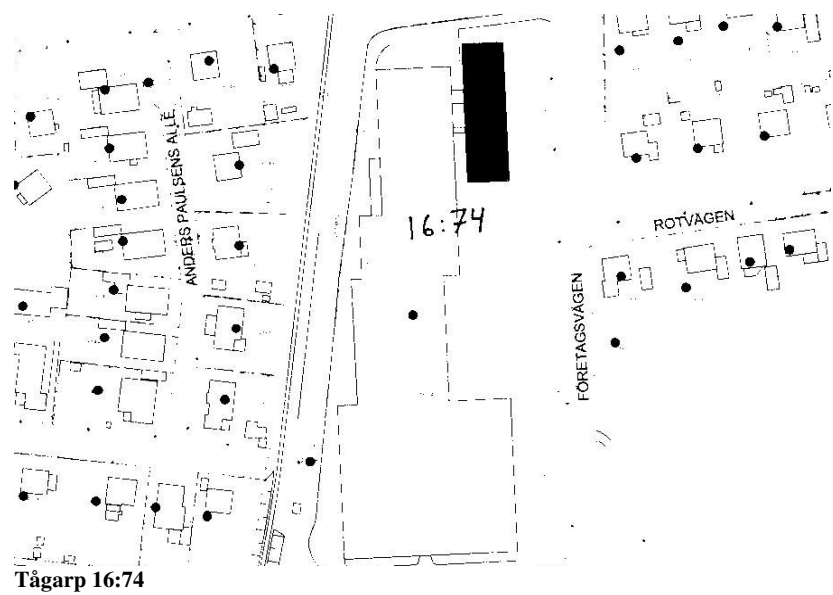 ANDERS PAULSENS ALLÉ
16:74
ROTVÄGEN
FÖRETAGSVÄGEN
Tågarp 16:74